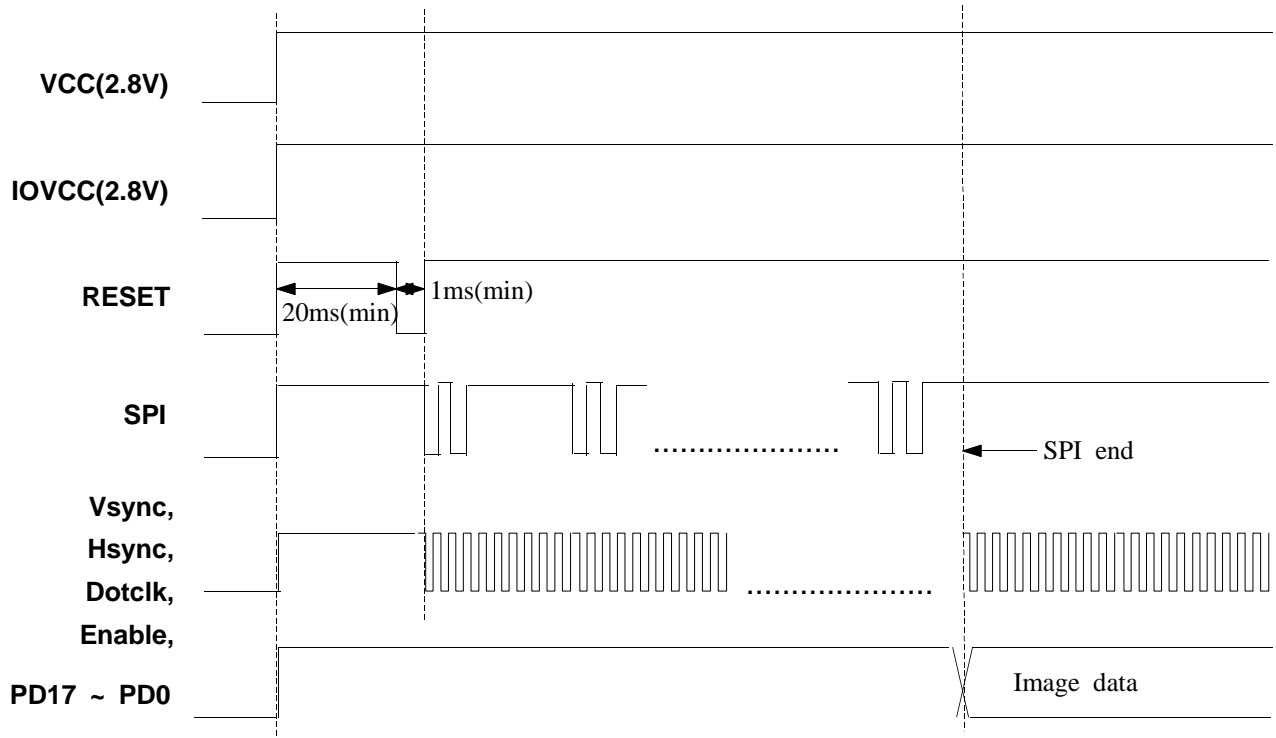 VCC(2.8V)
IOVCC(2.8V)
RESET
20ms(min)
1ms(min)
SPI
SPI end
Vsync,
Hsync,
Dotclk,
Enable,
PD17 ~ PD0
Image data